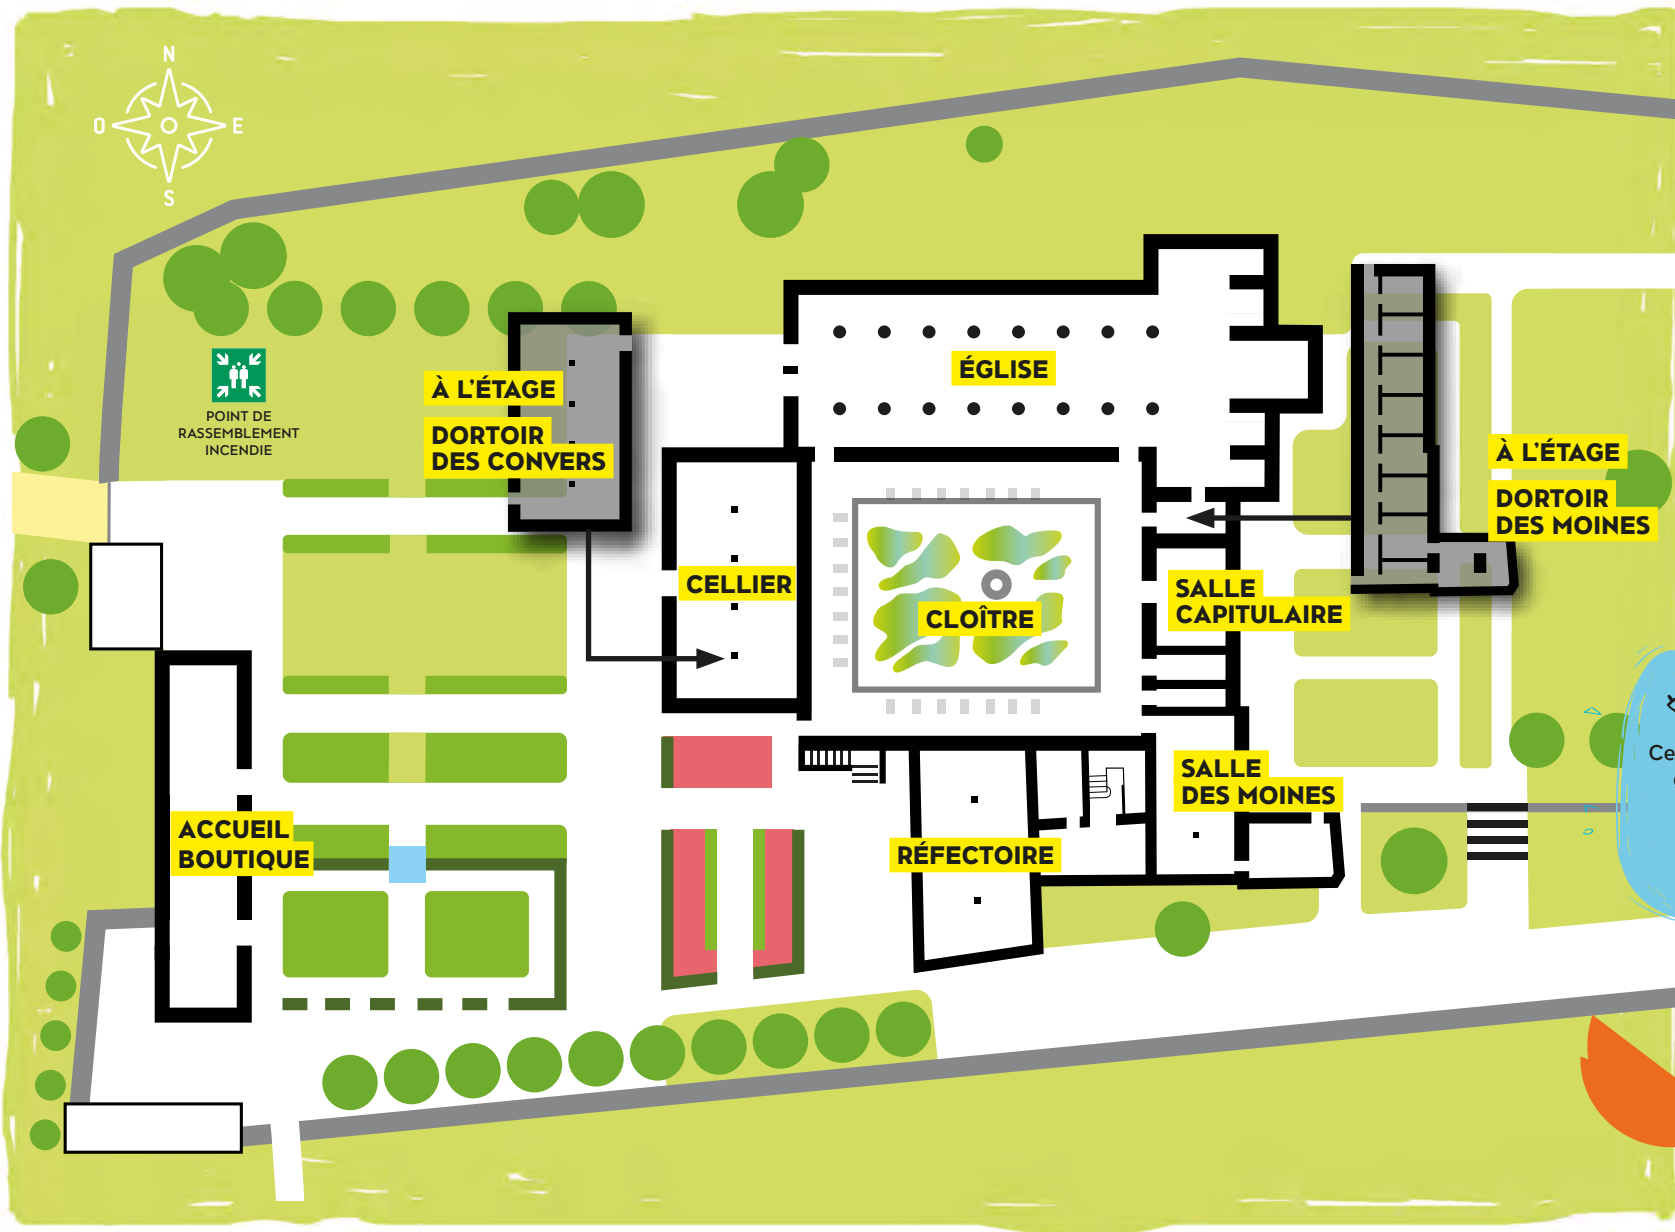 N
O
E
S
POINT DE
RASSEMBLEMENT
INCENDIE
À L'ÉTAGE
DORTOIR
DES CONVERS
ÉGLISE
À L'ÉTAGE
DORTOIR
DES MOINES
CELLIER
CLOÎTRE
SALLE
CAPITULAIRE
SALLE
DES MOINES
ACCUEIL
BOUTIQUE
RÉFECTOIRE
Ce